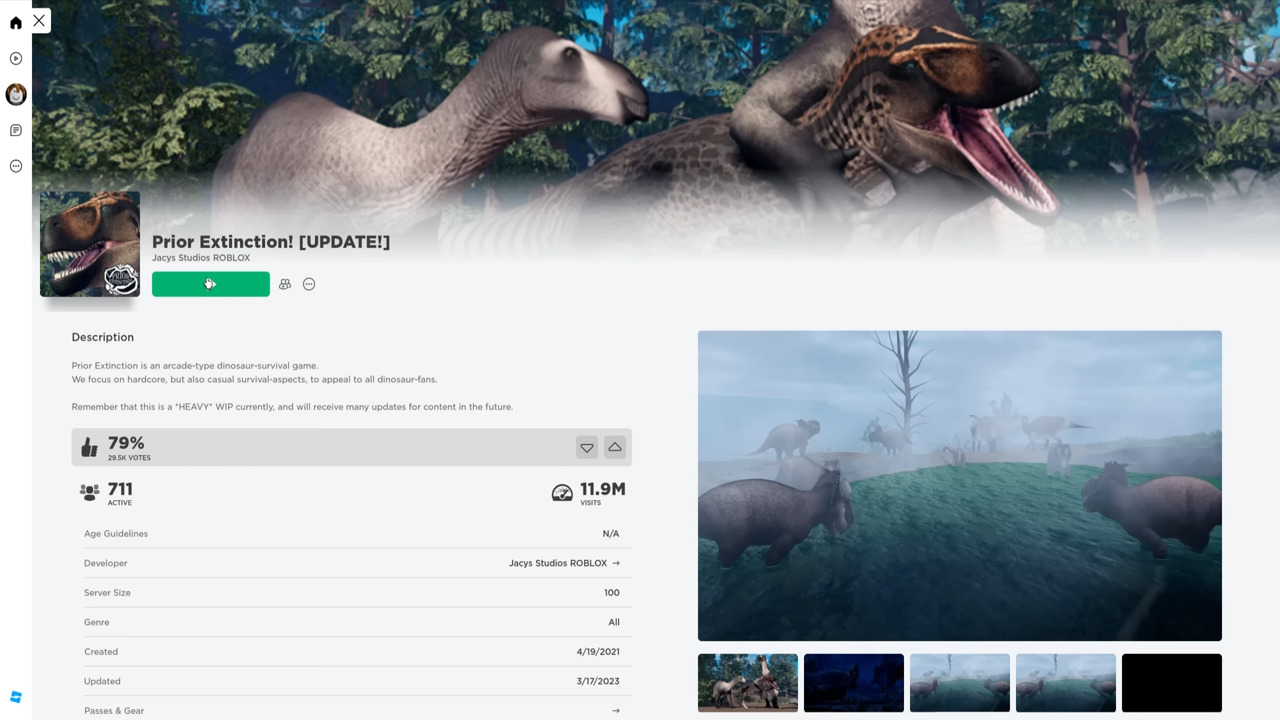 Prior Extinction! [UPDATE!]
Jacys Studios ROBLOX
Description
Prior Extinction is an arcade-type dinosaur-survival game.
We focus on hardcore, but also casual survival-aspects, to appeal to all dinosaur-fans.
Remember that this is a *HEAVY* WIP currently, and will receive many updates for content in the future.
79%
29.5K VOTES
711
ACTIVE
11.9M
VISITS
Age Guidelines N/A
Developer Jacys Studios ROBLOX →
Server Size 100
Genre All
Created 4/19/2021
Updated 3/17/2023
Passes & Gear →